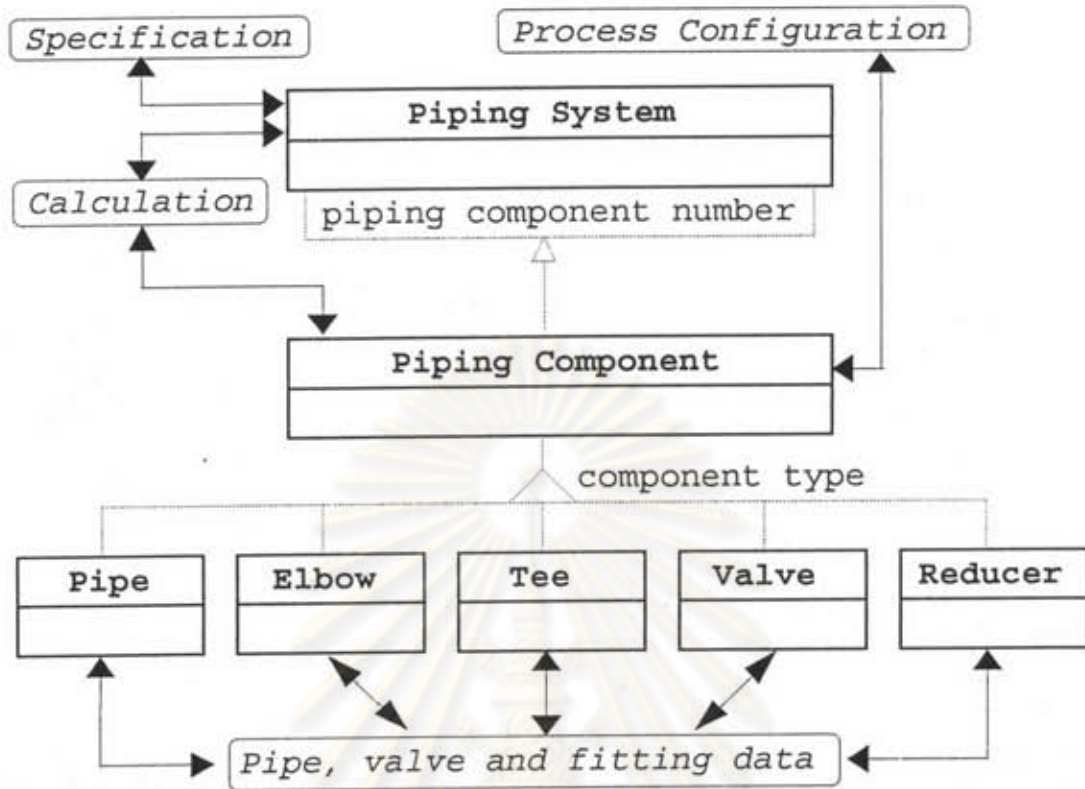 Specification
Process Configuration
Piping System
Calculation
piping component number
Piping Component
component type
Pipe
Elbow
Tee
Valve
Reducer
Pipe, valve and fitting data